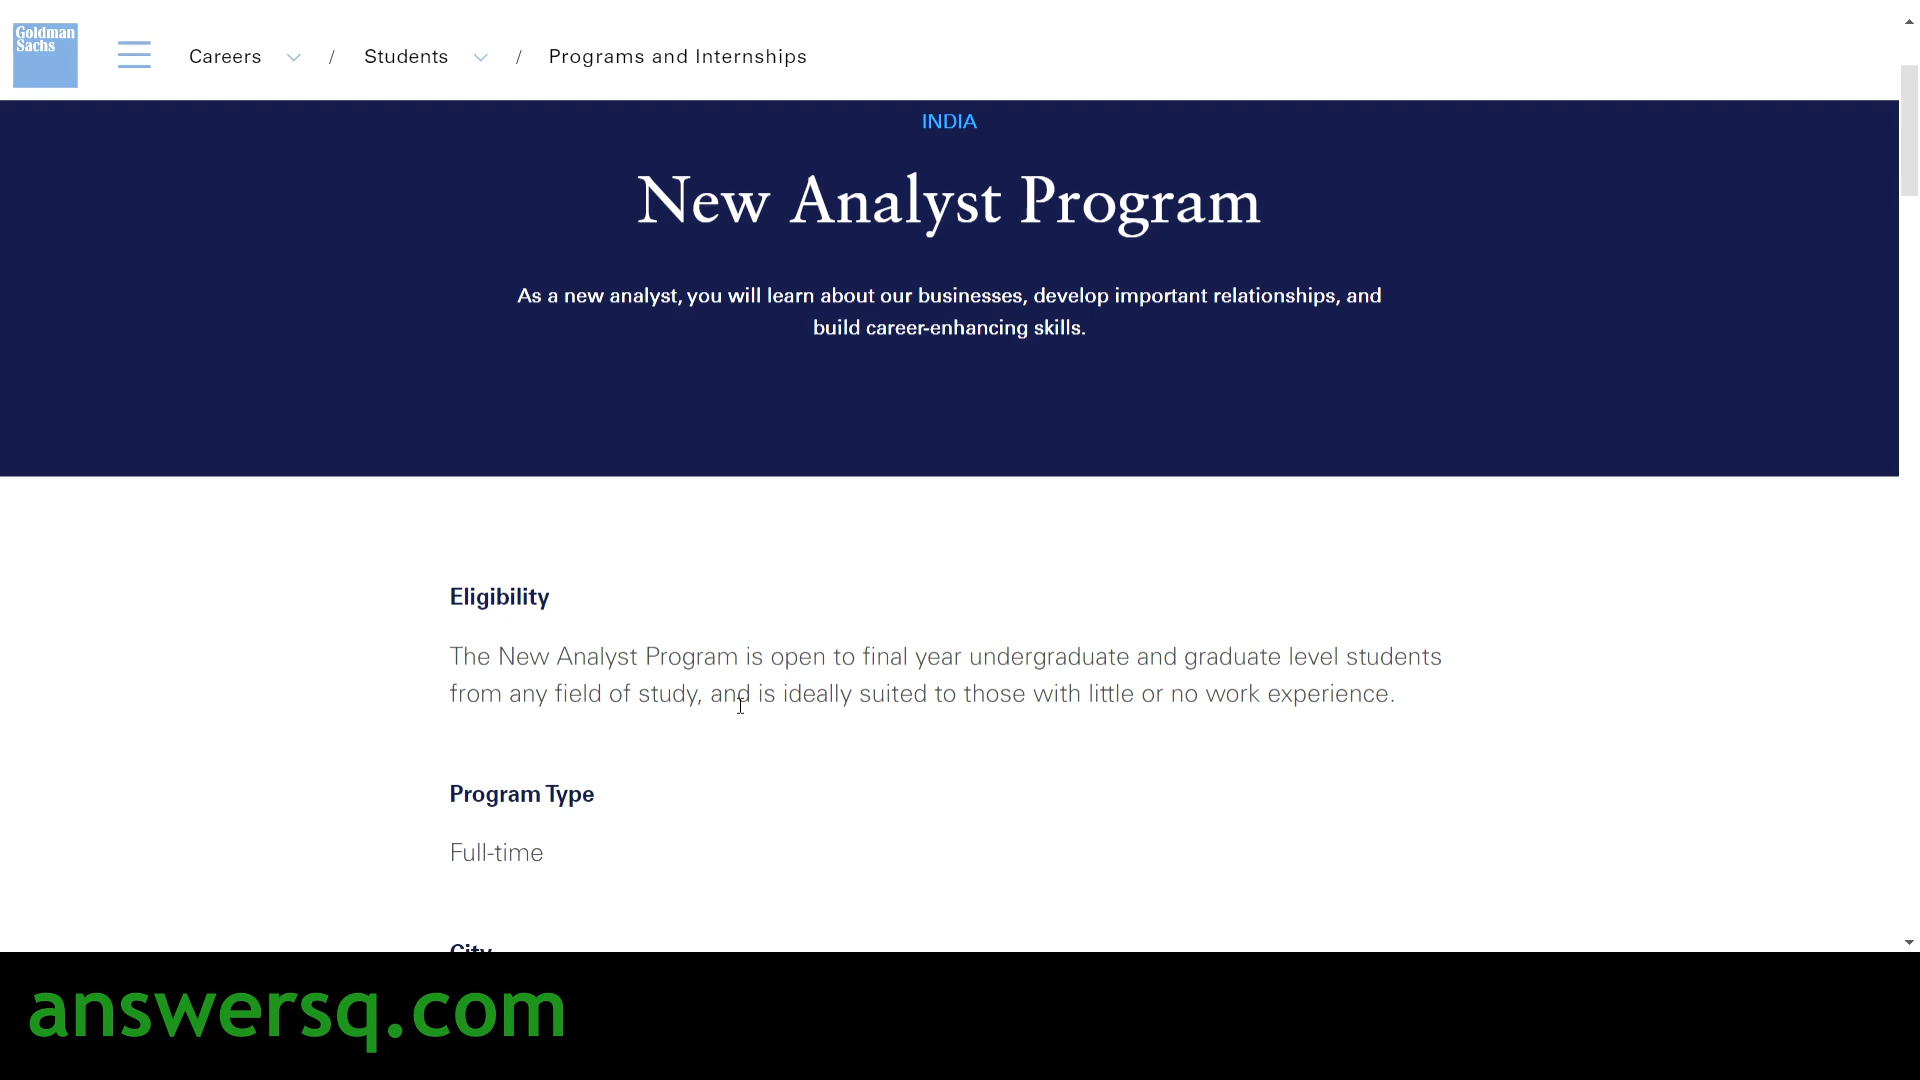 Goldman
Sachs
Careers / Students / Programs and Internships
INDIA
New Analyst Program
As a new analyst, you will learn about our businesses, develop important relationships, and
build career-enhancing skills.
Eligibility
The New Analyst Program is open to final year undergraduate and graduate level students
from any field of study, and is ideally suited to those with little or no work experience.
Program Type
Full-time
City
answersq.com